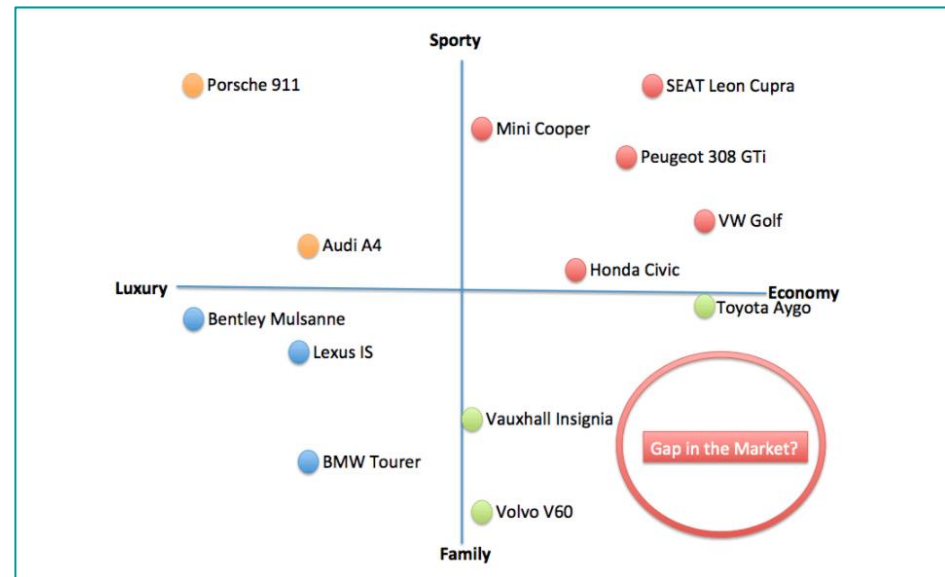 Sporty
Porsche 911
SEAT Leon Cupra
Mini Cooper
Peugeot 308 GTi
VW Golf
Audi A4
Honda Civic
Luxury
Economy
Toyota Aygo
Bentley Mulsanne
Lexus IS
Vauxhall Insignia
Gap in the Market?
BMW Tourer
Volvo V60
Family